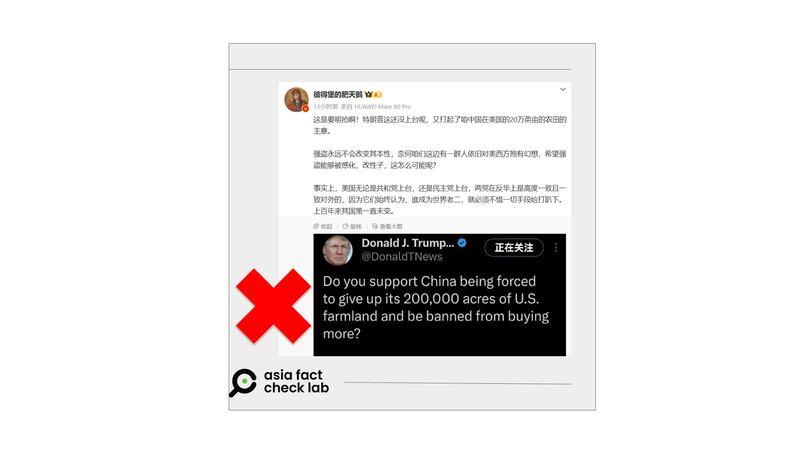 彼得堡的肥天鹅
13小时前 来自 HUAWEI Mate 60 Pro
这是要明抢啊！特朗普这还没上台呢，又打起了咱中国在美国的20万英亩的农田的
主意。
强盗永远不会改变其本性，奈何咱们这边有一群人依旧对美西方抱有幻想，希望强
盗能够被感化，改性子，这怎么可能呢？
事实上，美国无论是共和党上台，还是民主党上台，两党在反华上是高度一致且一
致对外的，因为它们始终认为，谁成为世界老二，就必须不惜一切手段给打趴下。
上百年来其国策一直未变。
收起 旋转 查看大图
Donald J. Trump...
正在关注
@DonaldTNews
Do you support China being forced
to give up its 200,000 acres of U.S.
farmland and be banned from buying
more?
asia fact
check lab